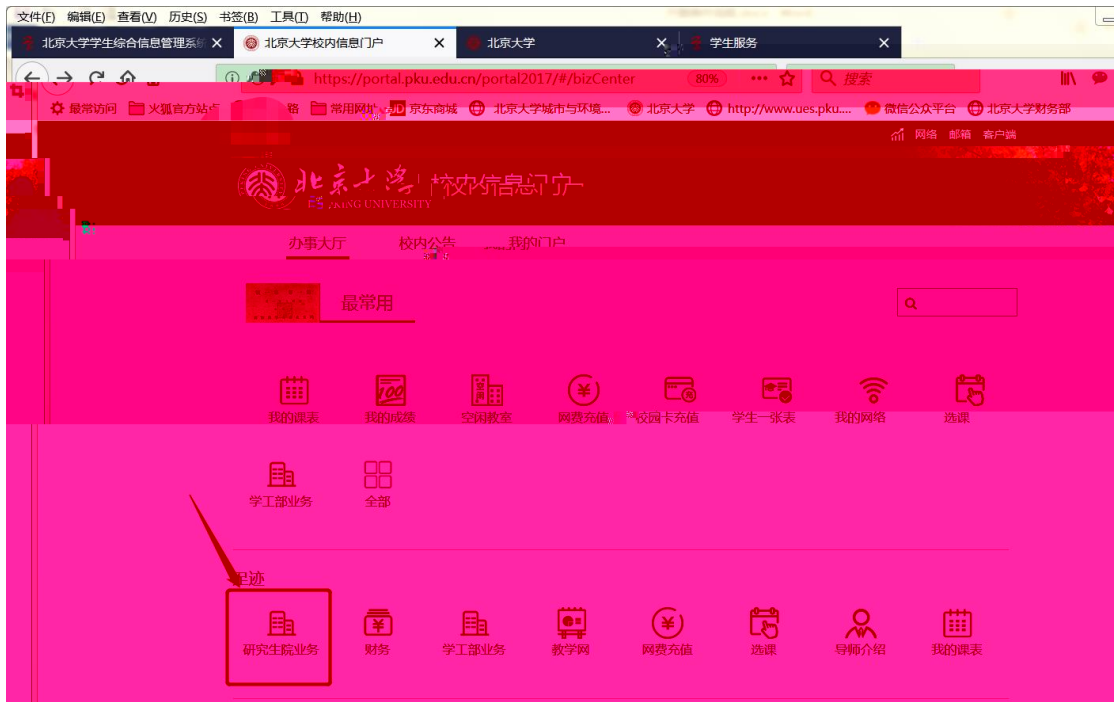 文件(F) 编辑(E) 查看(V) 历史(S) 书签(B) 工具(T) 帮助(H)
北京大学学生综合信息管理系统 北京大学校内信息门户 北京大学 学生服务
https://portal.pku.edu.cn/portal2017/#/bizCenter 80% 搜索
最常访问 火狐官方站点 常用网址 JD 京东商城 北京大学城市与环境... 北京大学 http://www.ues.pku.... 微信公众平台 北京大学财务部
网络 邮箱 客户端
北京大学 校内信息门户
UNIVERSITY
办事大厅 校内公告 我的门户
最常用
我的课表 我的成绩 空闲教室 网费充值 校园卡充值 学生一张表 我的网络 选课
学工部业务 全部
足迹
研究生院业务 财务 学工部业务 教学网 网费充值 选课 导师介绍 我的课表